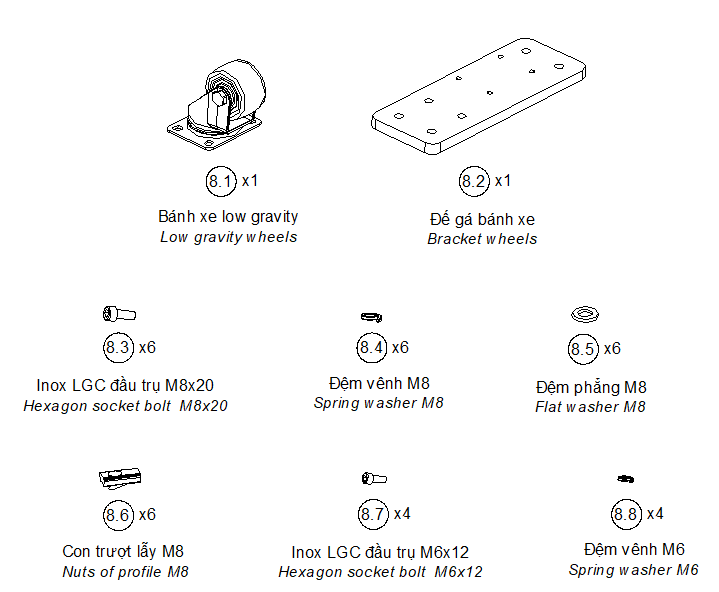 8.1 x1
8.2 x1
Bánh xe low gravity
Low gravity wheels
Đế gá bánh xe
Bracket wheels
8.3 x6
8.4 x6
8.5 x6
Inox LGC đầu trụ M8x20
Hexagon socket bolt M8x20
Đệm vênh M8
Spring washer M8
Đệm phẳng M8
Flat washer M8
8.6 x6
8.7 x4
8.8 x4
Con trượt lẫy M8
Nuts of profile M8
Inox LGC đầu trụ M6x12
Hexagon socket bolt M6x12
Đệm vênh M6
Spring washer M6